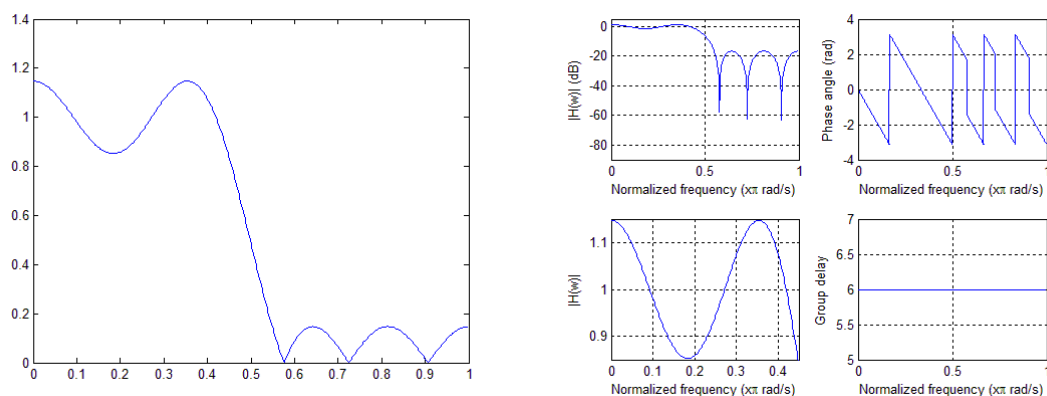 1.4
1.2
1
0.8
0.6
0.4
0.2
0
0 0.1 0.2 0.3 0.4 0.5 0.6 0.7 0.8 0.9 1
|H(w)| (dB)
0
-20
-40
-60
-80
0 0.5 1
Normalized frequency (xπ rad/s)
Phase angle (rad)
4
2
0
-2
-4
0 0.5 1
Normalized frequency (xπ rad/s)
|H(w)|
1.1
1
0.9
0 0.1 0.2 0.3 0.4
Normalized frequency (xπ rad/s)
Group delay
7
6.5
6
5.5
5
0 0.5 1
Normalized frequency (xπ rad/s)